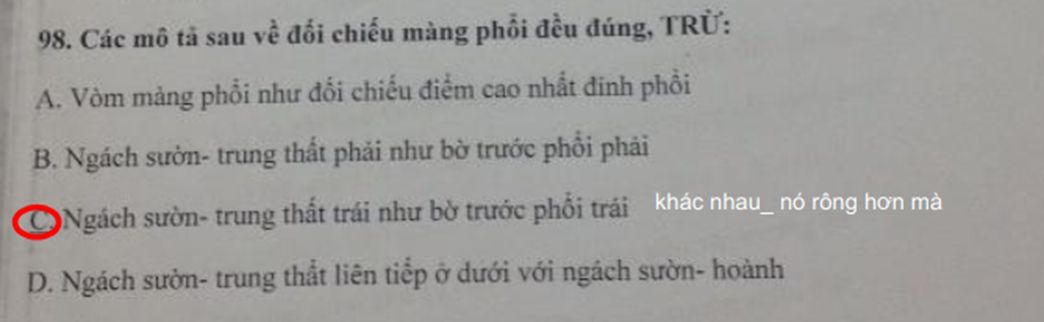 98. Các mô tả sau về đối chiếu màng phổi đều đúng, TRỪ:
A. Vòm màng phổi như đối chiếu điểm cao nhất đỉnh phổi
B. Ngách sườn- trung thất phải như bờ trước phổi phải
C. Ngách sườn- trung thất trái như bờ trước phổi trái khác nhau_ nó rông hơn mà
D. Ngách sườn- trung thất liên tiếp ở dưới với ngách sườn- hoành